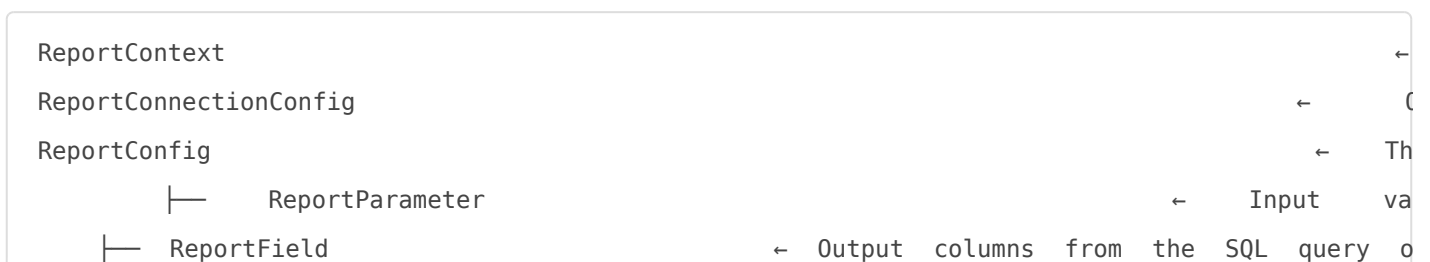 ReportContext ←
ReportConnectionConfig ←
ReportConfig ← Th
├── ReportParameter ← Input va
├── ReportField ← Output columns from the SQL query o